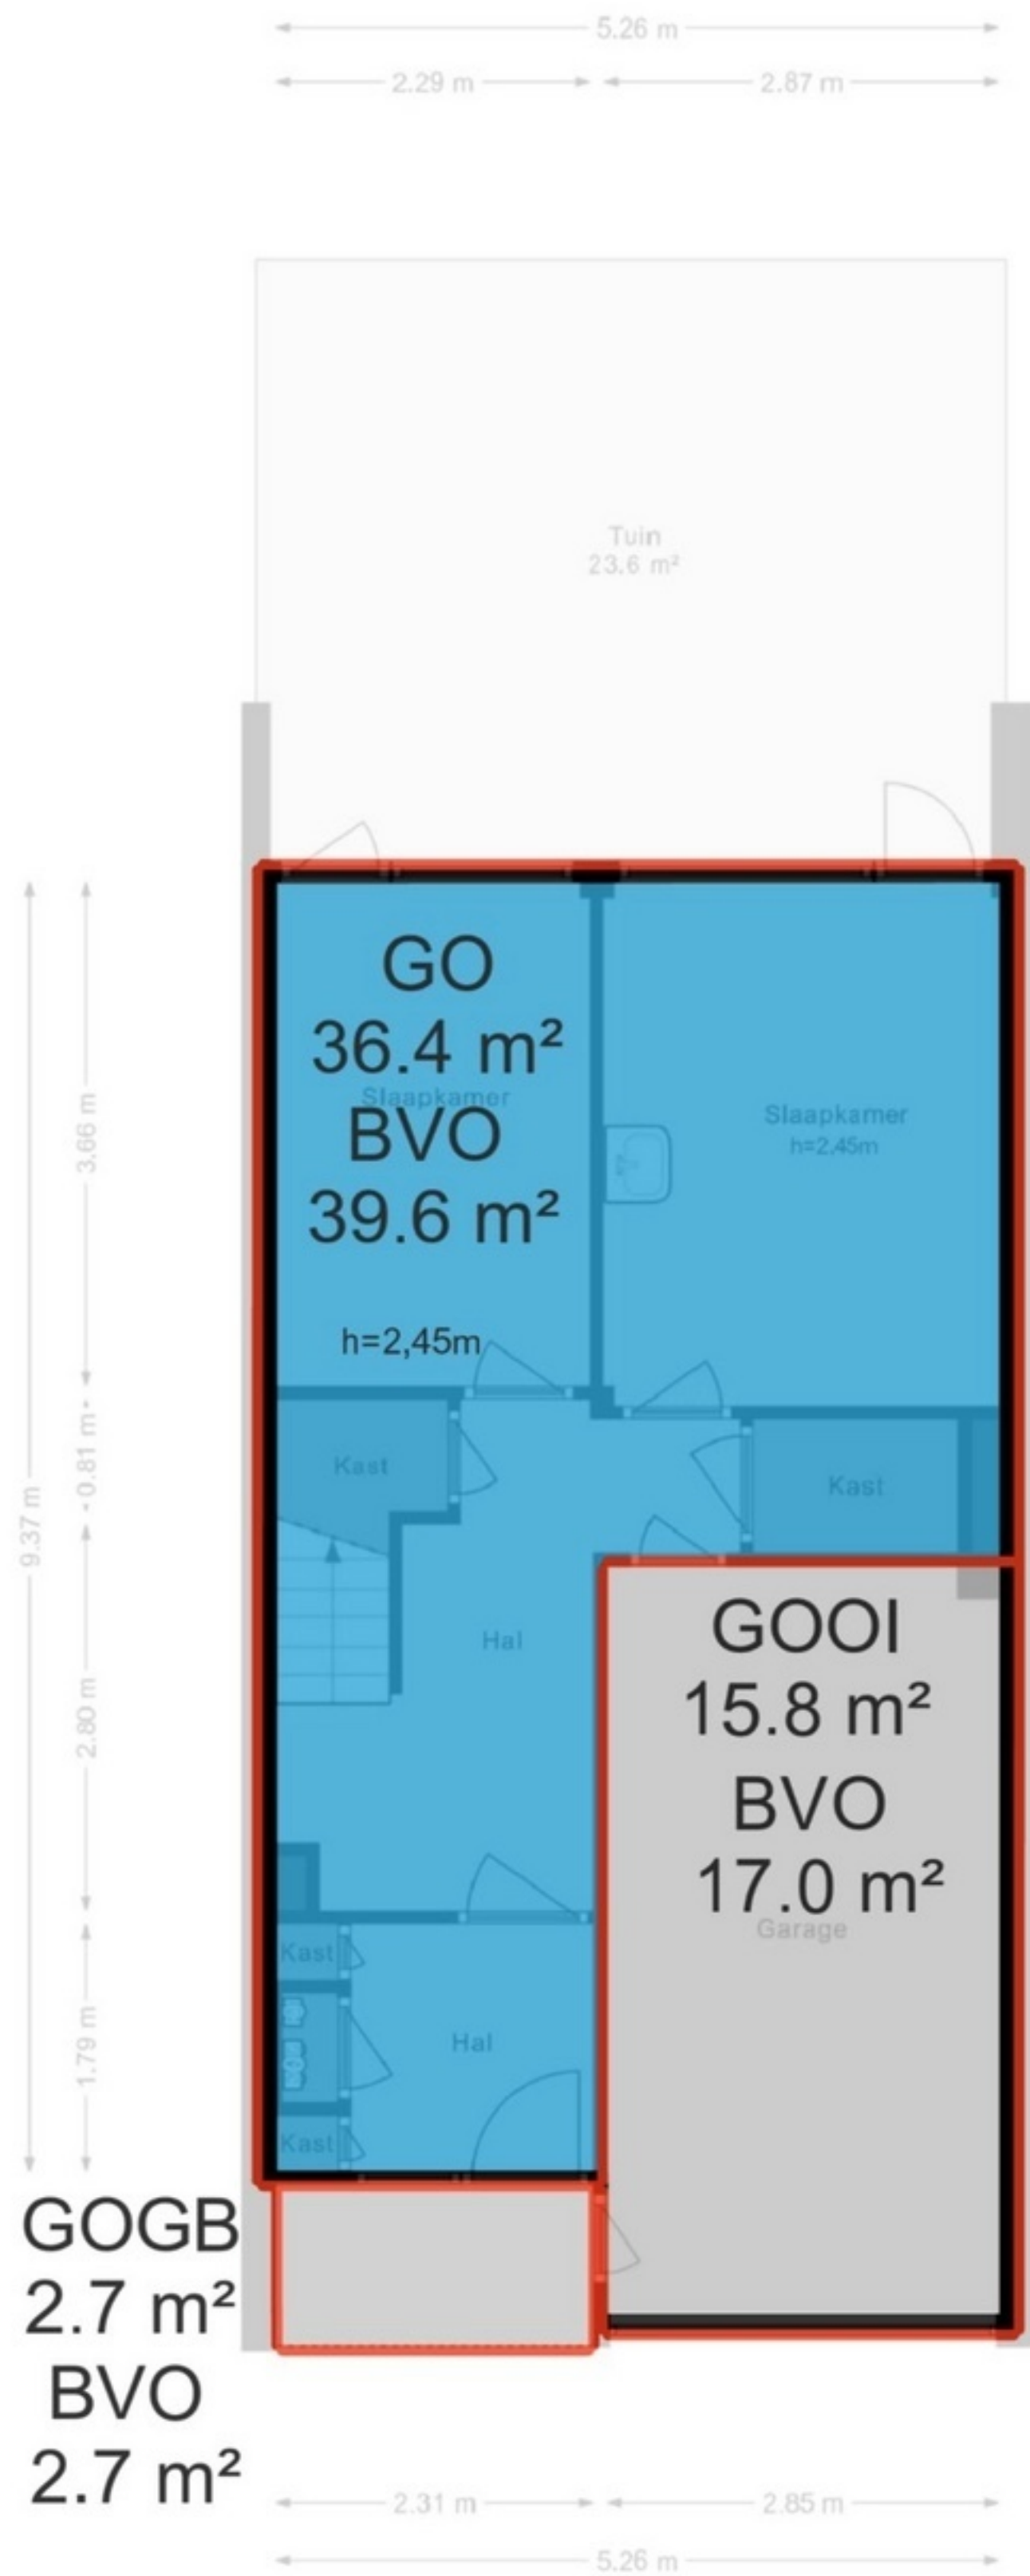 5.26 m
2.29 m
2.87 m
Tuin
23.6 m²
GO
36.4 m²
Slaapkamer
BVO
39.6 m²
h=2,45m
Slaapkamer
h=2,45m
3.66 m
0.81 m
9.37 m
2.80 m
1.79 m
Kast
Kast
Hal
GOOI
15.8 m²
BVO
17.0 m²
Garage
Kast
Hal
Kast
GOGB
2.7 m²
BVO
2.7 m²
2.31 m
2.85 m
5.26 m